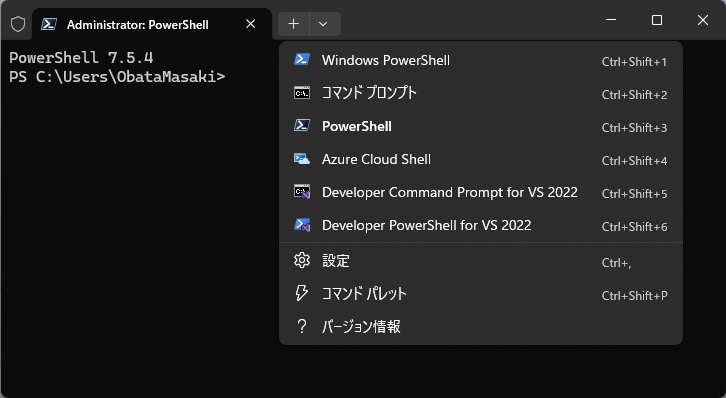 Administrator: PowerShell
PowerShell 7.5.4
PS C:\Users\ObataMasaki>
Windows PowerShell Ctrl+Shift+1
コマンド プロンプト Ctrl+Shift+2
PowerShell Ctrl+Shift+3
Azure Cloud Shell Ctrl+Shift+4
Developer Command Prompt for VS 2022 Ctrl+Shift+5
Developer PowerShell for VS 2022 Ctrl+Shift+6
設定 Ctrl+,
コマンド パレット Ctrl+Shift+P
バージョン情報